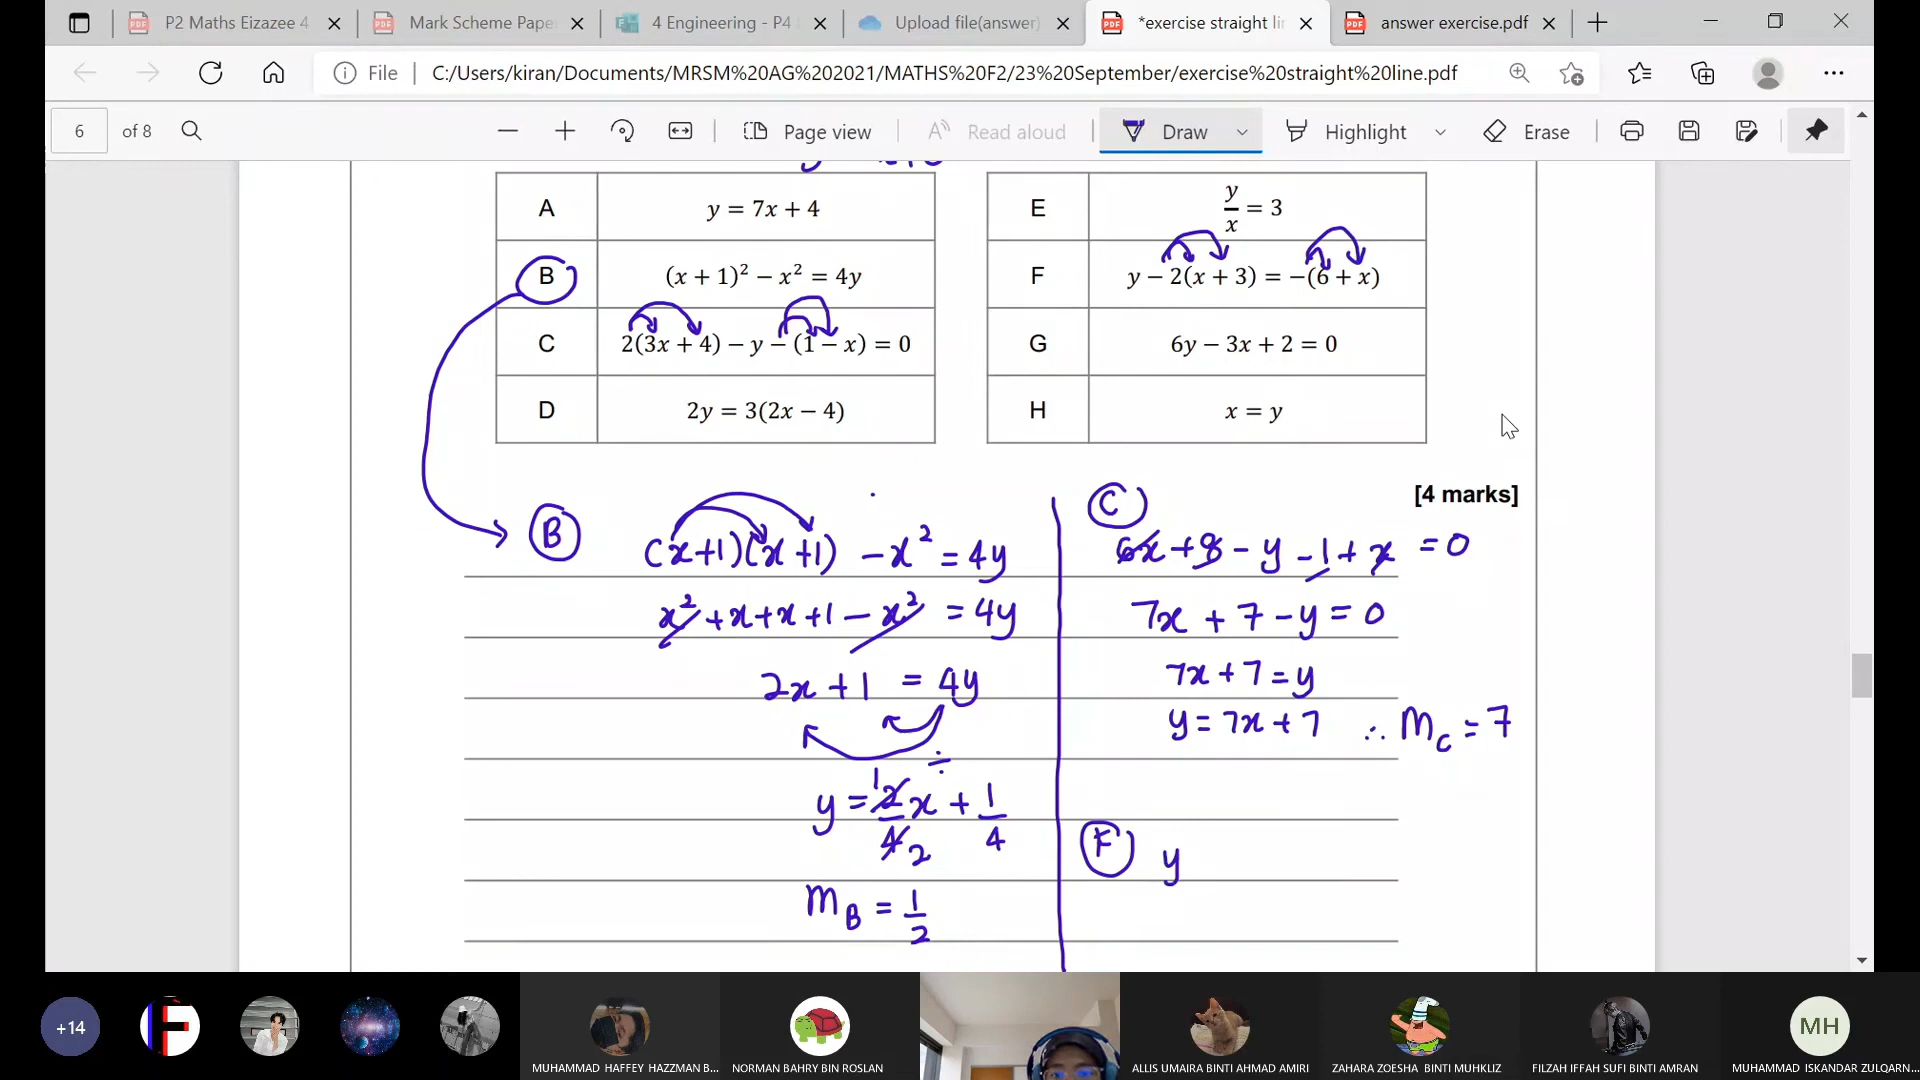 P2 Maths Eizazee 4
Mark Scheme Pape
4 Engineering - P4
Upload file(answer)
*exercise straight lin
answer exercise.pdf
File
C:/Users/kiran/Documents/MRSM%20AG%202021/MATHS%20F2/23%20September/exercise%20straight%20line.pdf
6 of 8
Page view
Read aloud
Draw
Highlight
Erase
A y = 7x + 4
B (x + 1)² − x² = 4y
C 2(3x + 4) − y − (1 − x) = 0
D 2y = 3(2x − 4)
E y/x = 3
F y − 2(x + 3) = −(6 + x)
G 6y − 3x + 2 = 0
H x = y
[4 marks]
B (x+1)(x+1) − x² = 4y
x² + x + x + 1 − x² = 4y
2x + 1 = 4y
÷
y = 2/4 x + 1/4
1 2
m_B = 1/2
C
6x + 8 − y − 1 + x = 0
7x + 7 − y = 0
7x + 7 = y
y = 7x + 7 ∴ m_C = 7
F y
+14
F
MH
MUHAMMAD HAFFEY HAZZMAN B...
NORMAN BAHRY BIN ROSLAN
ALLIS UMAIRA BINTI AHMAD AMIRI
ZAHARA ZOESHA BINTI MUHKLIZ
FILZAH IFFAH SUFI BINTI AMRAN
MUHAMMAD ISKANDAR ZULQARN...